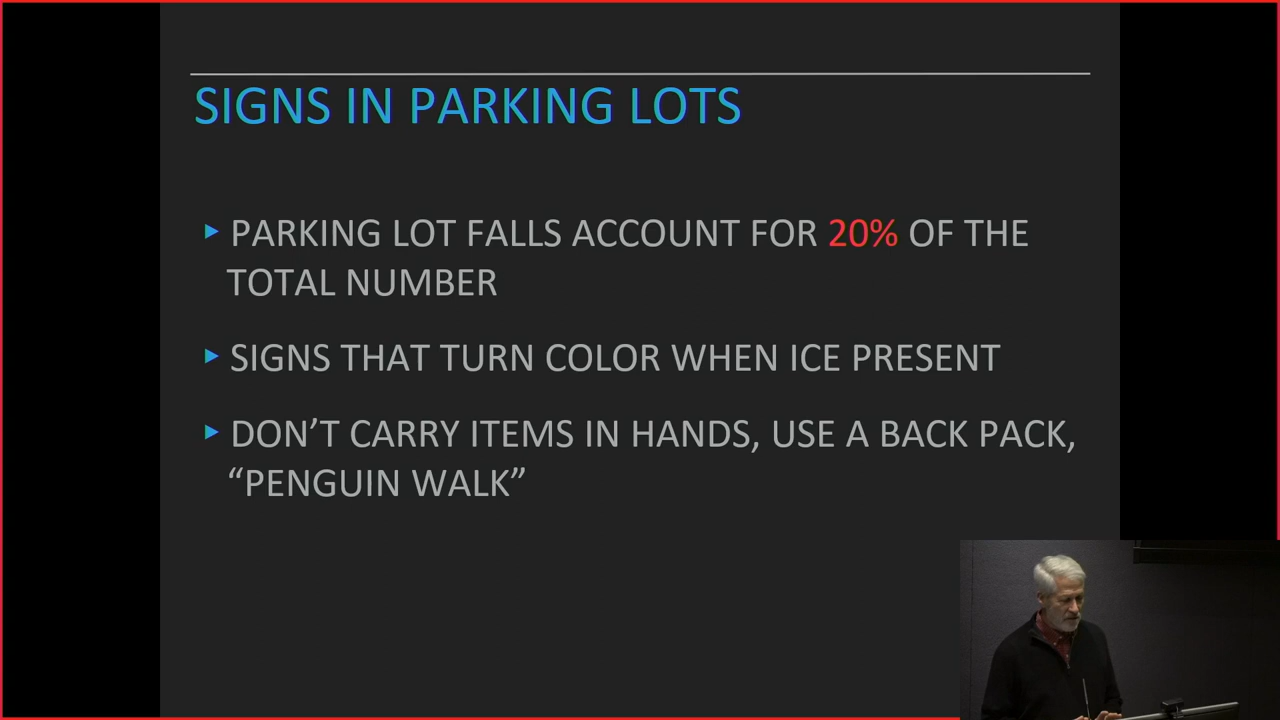 SIGNS IN PARKING LOTS
PARKING LOT FALLS ACCOUNT FOR 20% OF THE
TOTAL NUMBER
SIGNS THAT TURN COLOR WHEN ICE PRESENT
DON’T CARRY ITEMS IN HANDS, USE A BACK PACK,
“PENGUIN WALK”